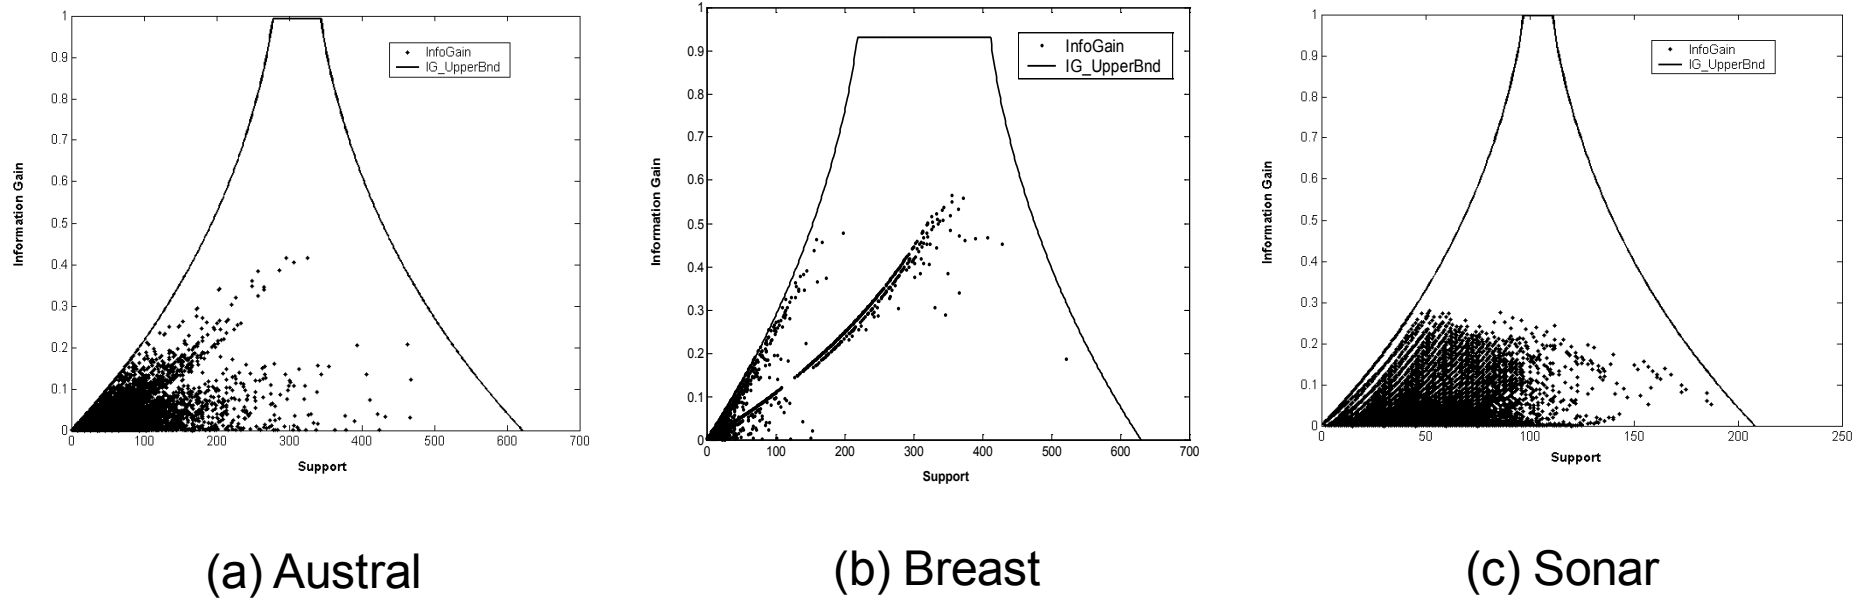 1
0.9
0.8
0.7
0.6
0.5
0.4
0.3
0.2
0.1
0
0 100 200 300 400 500 600 700
Information Gain
Support
InfoGain
IG_UpperBnd
(a) Austral
1
0.9
0.8
0.7
0.6
0.5
0.4
0.3
0.2
0.1
0
0 100 200 300 400 500 600 700
Information Gain
Support
InfoGain
IG_UpperBnd
(b) Breast
1
0.9
0.8
0.7
0.6
0.5
0.4
0.3
0.2
0.1
0
0 50 100 150 200 250
Information Gain
Support
InfoGain
IG_UpperBnd
(c) Sonar